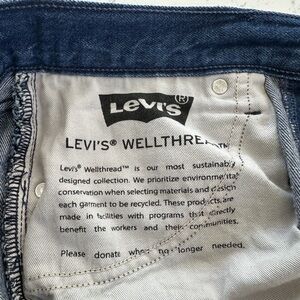 Levi's®
LEVI'S® WELLTHREAD
Levi's® Wellthread™ is our most sustainably
designed collection. We prioritize environmental
conservation when selecting materials and design
each garment to be recycled. These products are
made in facilities with programs that directly
benefit the workers and their communities.
Please donate when no longer needed.